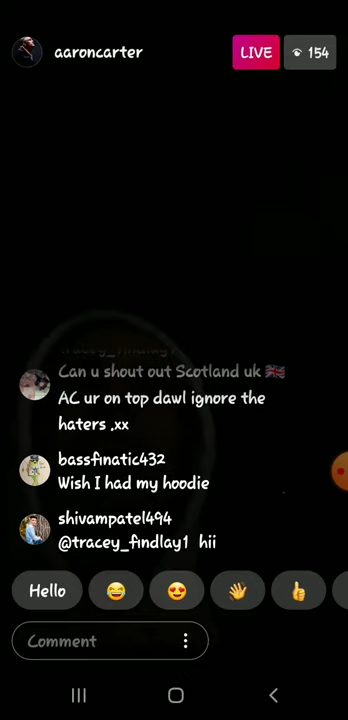 aaroncarter
LIVE
154
tracey_findlay1
Can u shout out Scotland uk 🇬🇧
AC ur on top dawl ignore the
haters ,xx
bassfinatic432
Wish I had my hoodie
shivampatel494
@tracey_findlay1 hii
Hello
Comment